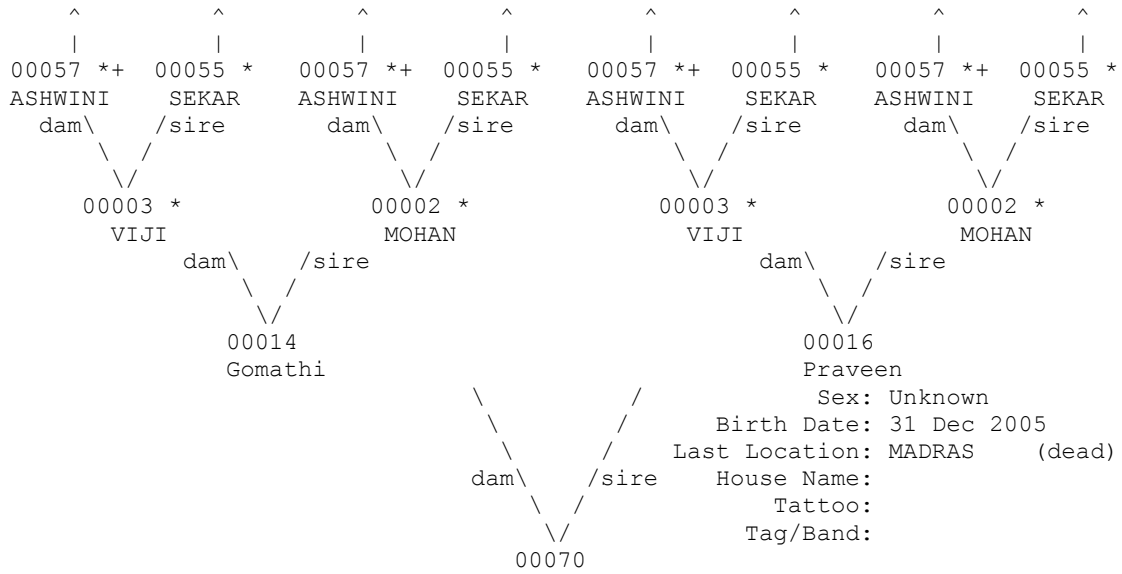 ^ ^ ^ ^ ^ ^ ^ ^
| | | | | | | |
00057 *+ 00055 * 00057 *+ 00055 * 00057 *+ 00055 * 00057 *+ 00055 *
ASHWINI SEKAR ASHWINI SEKAR ASHWINI SEKAR ASHWINI SEKAR
dam\ /sire dam\ /sire dam\ /sire dam\ /sire
\ / \ / \ / \ /
\/ \/ \/ \/
00003 * 00002 * 00003 * 00002 *
VIJI MOHAN VIJI MOHAN
dam\ /sire dam\ /sire
\ / \ /
\/ \/
00014 00016
Gomathi Praveen
\ / Sex: Unknown
\ / Birth Date: 31 Dec 2005
\ / Last Location: MADRAS (dead)
dam\ /sire House Name:
\ / Tattoo:
\/ Tag/Band:
00070